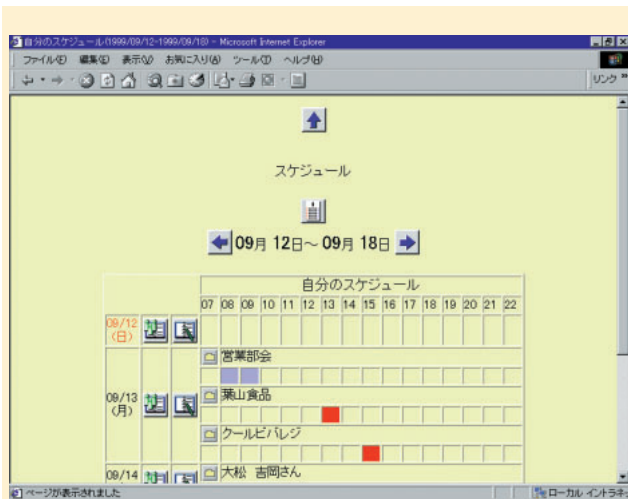 自分のスケジュール(1999/09/12-1999/09/18) - Microsoft Internet Explorer
ファイル(F) 編集(E) 表示(V) お気に入り(A) ツール(T) ヘルプ(H)
リンク »
スケジュール
09月 12日～ 09月 18日
自分のスケジュール
07 08 09 10 11 12 13 14 15 16 17 18 19 20 21 22
09/12
(日)
営業部会
09/13
(月)
葉山食品
クールビバレジ
09/14 大松 吉岡さん
ページが表示されました
ローカル イントラネ